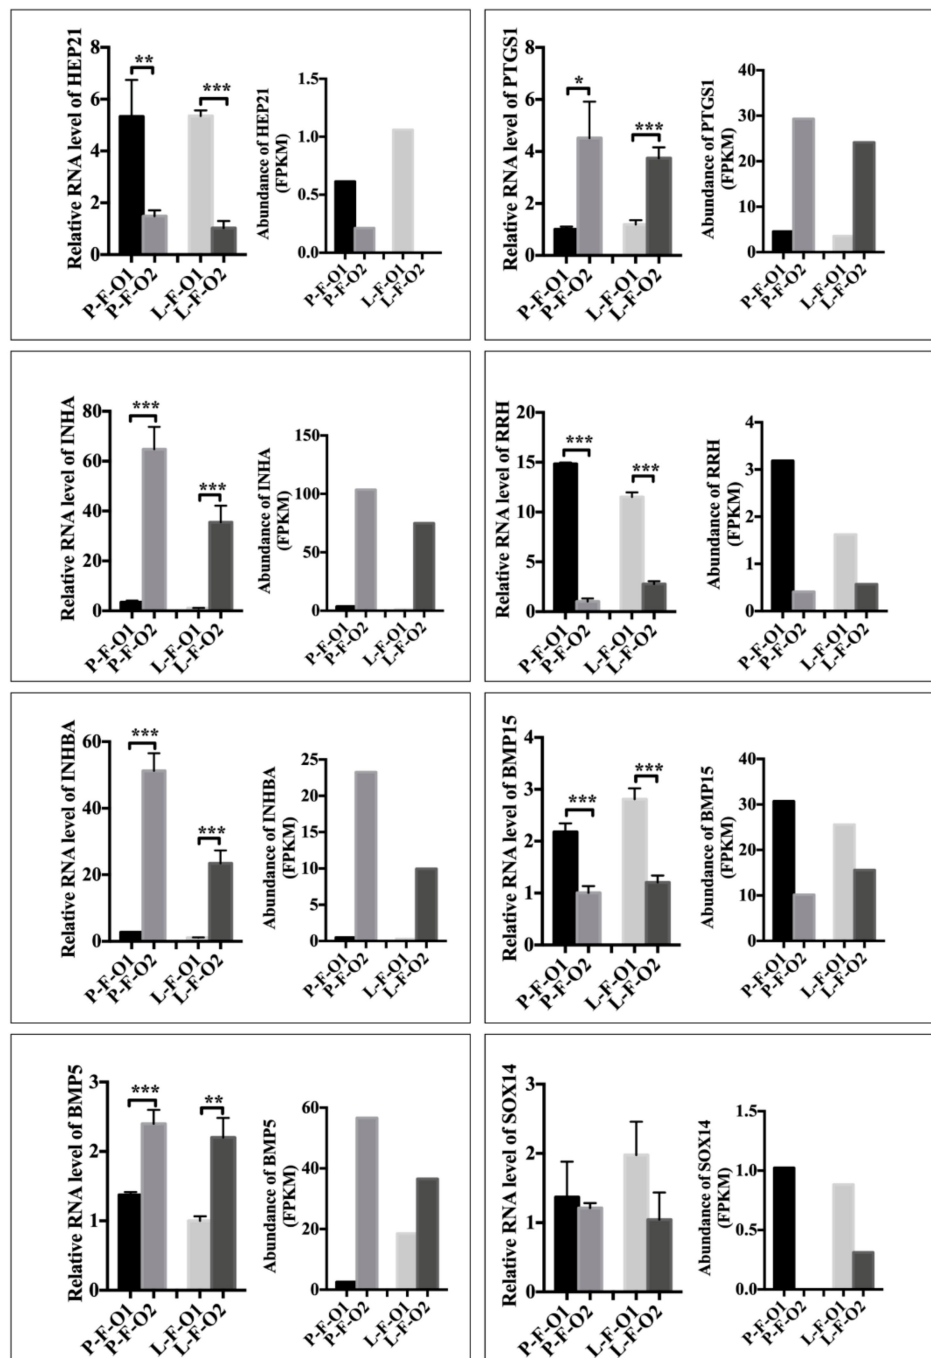 Relative RNA level of HEP21
8
6
4
2
0
**
***
P-F-O1
P-F-O2
L-F-O1
L-F-O2
Abundance of HEP21
(FPKM)
1.5
1.0
0.5
0.0
P-F-O1
P-F-O2
L-F-O1
L-F-O2
Relative RNA level of PTGS1
8
6
4
2
0
*
***
P-F-O1
P-F-O2
L-F-O1
L-F-O2
Abundance of PTGS1
(FPKM)
40
30
20
10
0
P-F-O1
P-F-O2
L-F-O1
L-F-O2
Relative RNA level of INHA
80
60
40
20
0
***
***
P-F-O1
P-F-O2
L-F-O1
L-F-O2
Abundance of INHA
(FPKM)
150
100
50
0
P-F-O1
P-F-O2
L-F-O1
L-F-O2
Relative RNA level of RRH
20
15
10
5
0
***
***
P-F-O1
P-F-O2
L-F-O1
L-F-O2
Abundance of RRH
(FPKM)
4
3
2
1
0
P-F-O1
P-F-O2
L-F-O1
L-F-O2
Relative RNA level of INHBA
60
40
20
0
***
***
P-F-O1
P-F-O2
L-F-O1
L-F-O2
Abundance of INHBA
(FPKM)
25
20
15
10
5
0
P-F-O1
P-F-O2
L-F-O1
L-F-O2
Relative RNA level of BMP15
4
3
2
1
0
***
***
P-F-O1
P-F-O2
L-F-O1
L-F-O2
Abundance of BMP15
(FPKM)
40
30
20
10
0
P-F-O1
P-F-O2
L-F-O1
L-F-O2
Relative RNA level of BMP5
3
2
1
0
***
**
P-F-O1
P-F-O2
L-F-O1
L-F-O2
Abundance of BMP5
(FPKM)
60
40
20
0
P-F-O1
P-F-O2
L-F-O1
L-F-O2
Relative RNA level of SOX14
3
2
1
0
P-F-O1
P-F-O2
L-F-O1
L-F-O2
Abundance of SOX14
(FPKM)
1.5
1.0
0.5
0.0
P-F-O1
P-F-O2
L-F-O1
L-F-O2